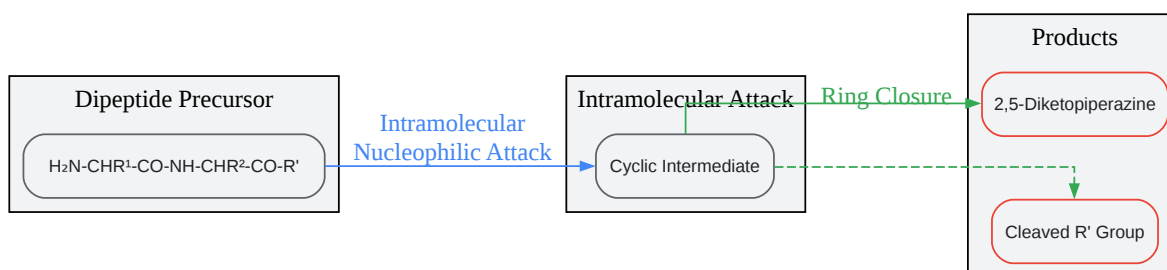 Dipeptide Precursor
H₂N-CHR¹-CO-NH-CHR²-CO-R'
Intramolecular
Nucleophilic Attack
Intramolecular Attack
Cyclic Intermediate
Ring Closure
Products
2,5-Diketopiperazine
Cleaved R' Group